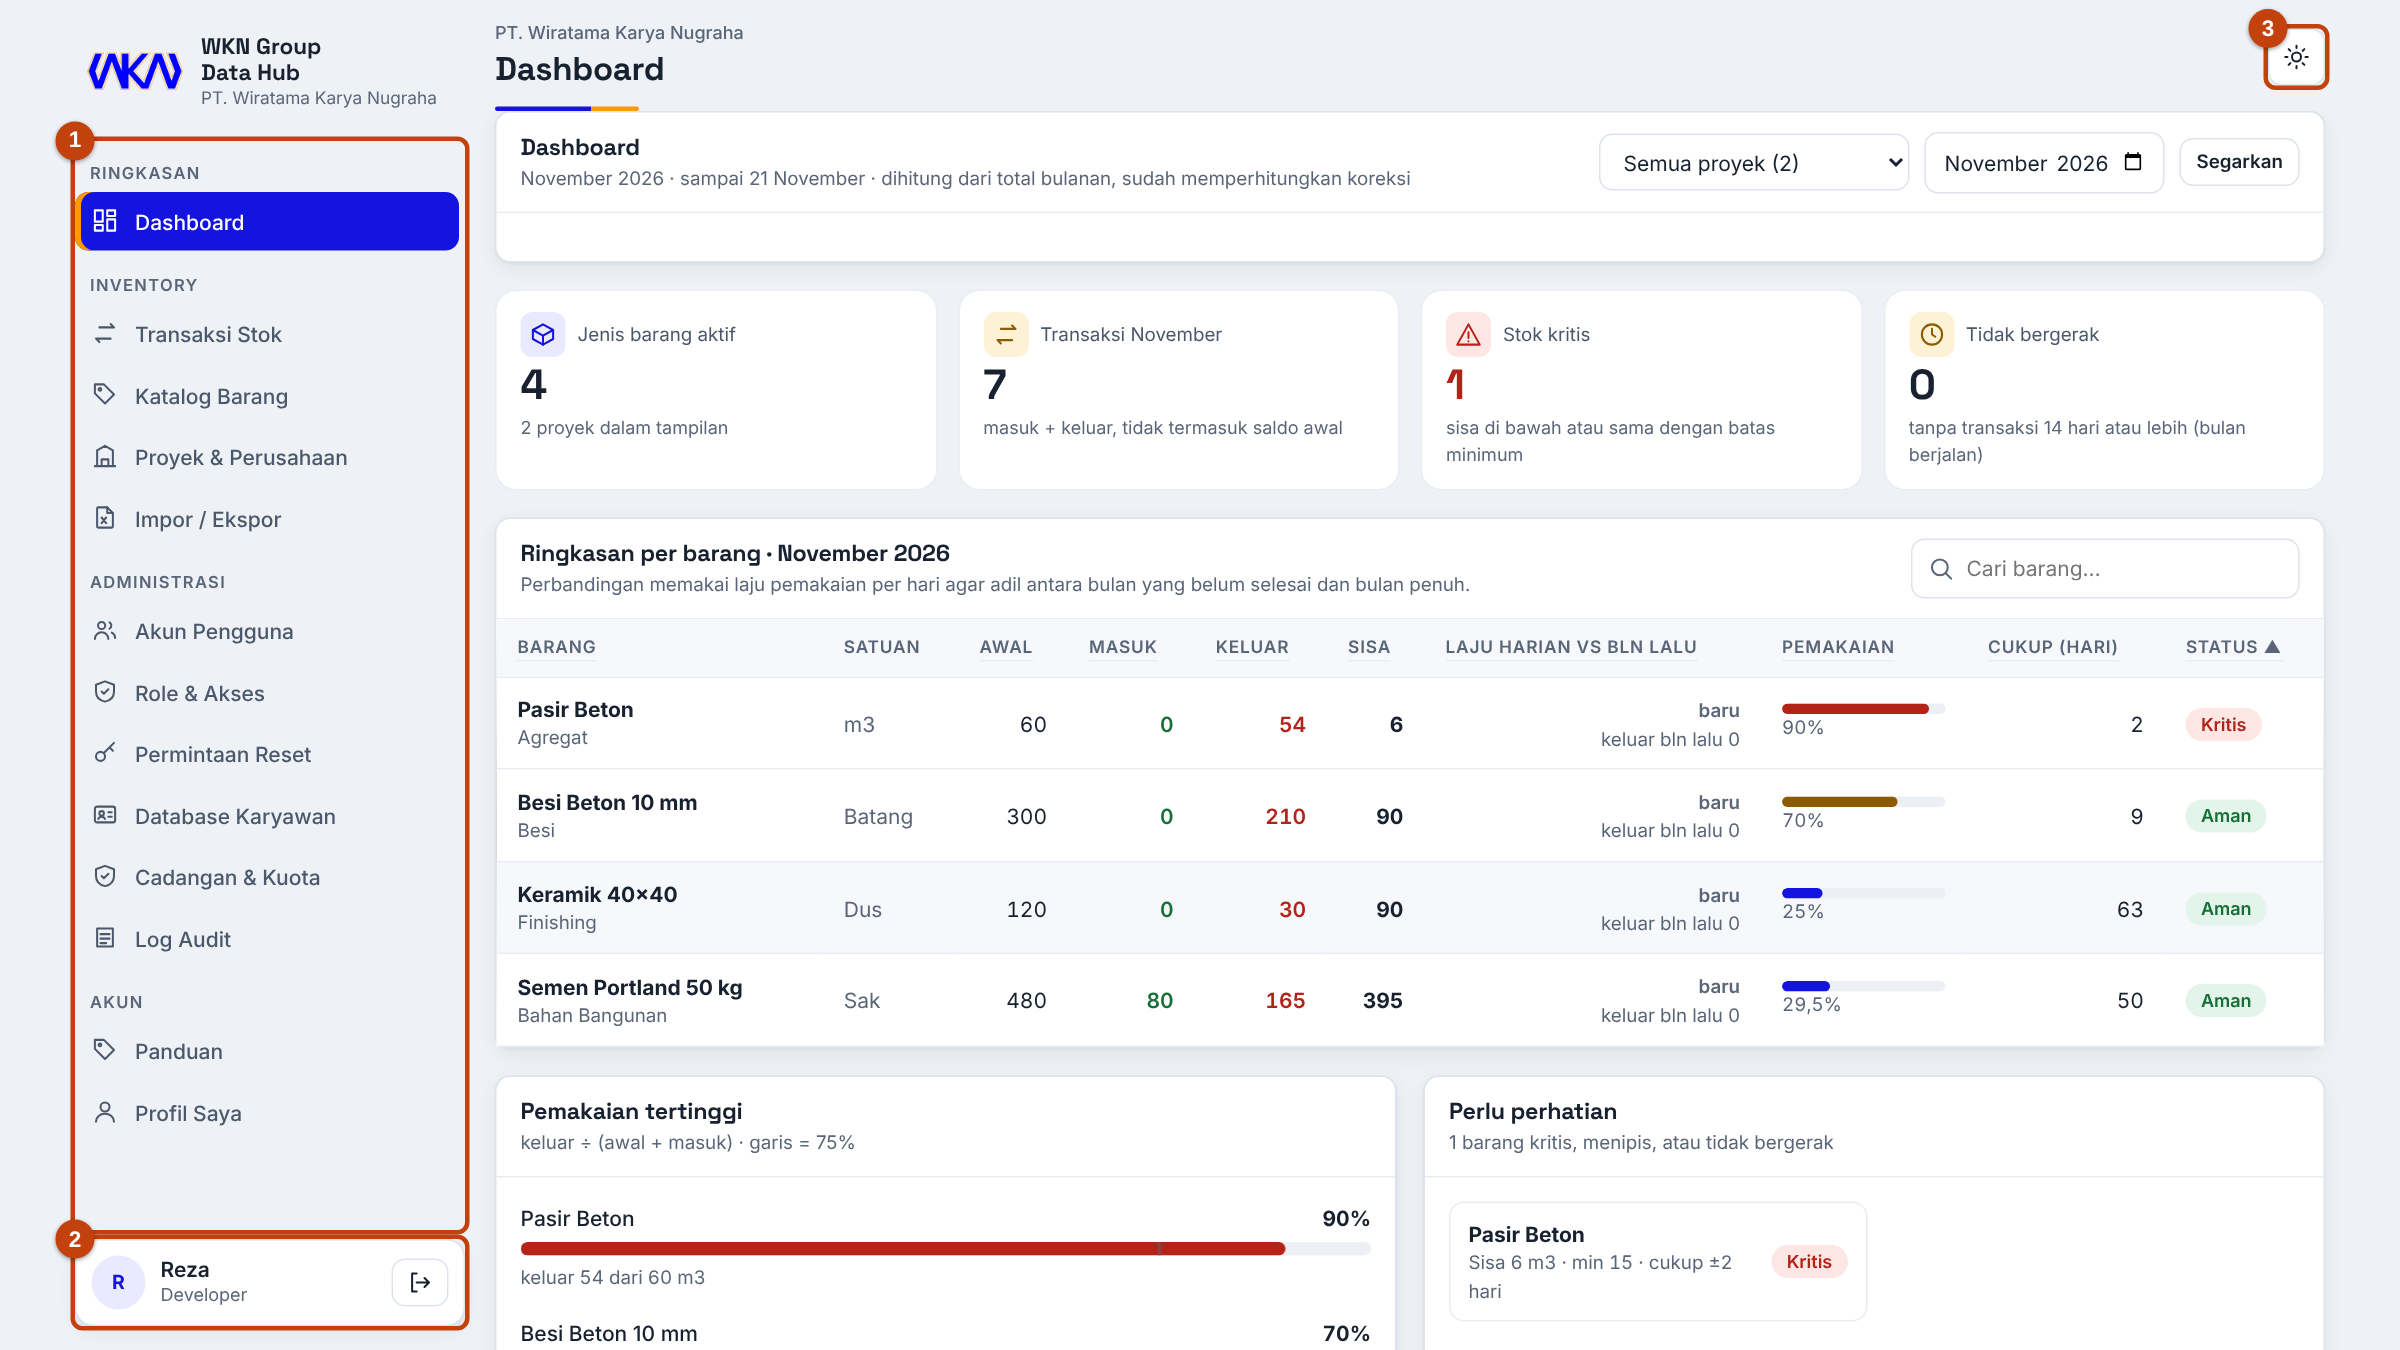 WKN
WKN Group
Data Hub
PT. Wiratama Karya Nugraha
1
RINGKASAN
Dashboard
INVENTORY
Transaksi Stok
Katalog Barang
Proyek & Perusahaan
Impor / Ekspor
ADMINISTRASI
Akun Pengguna
Role & Akses
Permintaan Reset
Database Karyawan
Cadangan & Kuota
Log Audit
AKUN
Panduan
Profil Saya
2
R
Reza
Developer
PT. Wiratama Karya Nugraha
Dashboard
3
Dashboard
November 2026 · sampai 21 November · dihitung dari total bulanan, sudah memperhitungkan koreksi
Semua proyek (2)
November 2026
Segarkan
Jenis barang aktif
4
2 proyek dalam tampilan
Transaksi November
7
masuk + keluar, tidak termasuk saldo awal
Stok kritis
1
sisa di bawah atau sama dengan batas
minimum
Tidak bergerak
0
tanpa transaksi 14 hari atau lebih (bulan
berjalan)
Ringkasan per barang · November 2026
Perbandingan memakai laju pemakaian per hari agar adil antara bulan yang belum selesai dan bulan penuh.
Cari barang...
BARANG SATUAN AWAL MASUK KELUAR SISA LAJU HARIAN VS BLN LALU PEMAKAIAN CUKUP (HARI) STATUS ▲
Pasir Beton
Agregat
m3 60 0 54 6
baru
keluar bln lalu 0
90%
2 Kritis
Besi Beton 10 mm
Besi
Batang 300 0 210 90
baru
keluar bln lalu 0
70%
9 Aman
Keramik 40×40
Finishing
Dus 120 0 30 90
baru
keluar bln lalu 0
25%
63 Aman
Semen Portland 50 kg
Bahan Bangunan
Sak 480 80 165 395
baru
keluar bln lalu 0
29,5%
50 Aman
Pemakaian tertinggi
keluar ÷ (awal + masuk) · garis = 75%
Pasir Beton 90%
keluar 54 dari 60 m3
Besi Beton 10 mm 70%
Perlu perhatian
1 barang kritis, menipis, atau tidak bergerak
Pasir Beton
Sisa 6 m3 · min 15 · cukup ±2
hari
Kritis